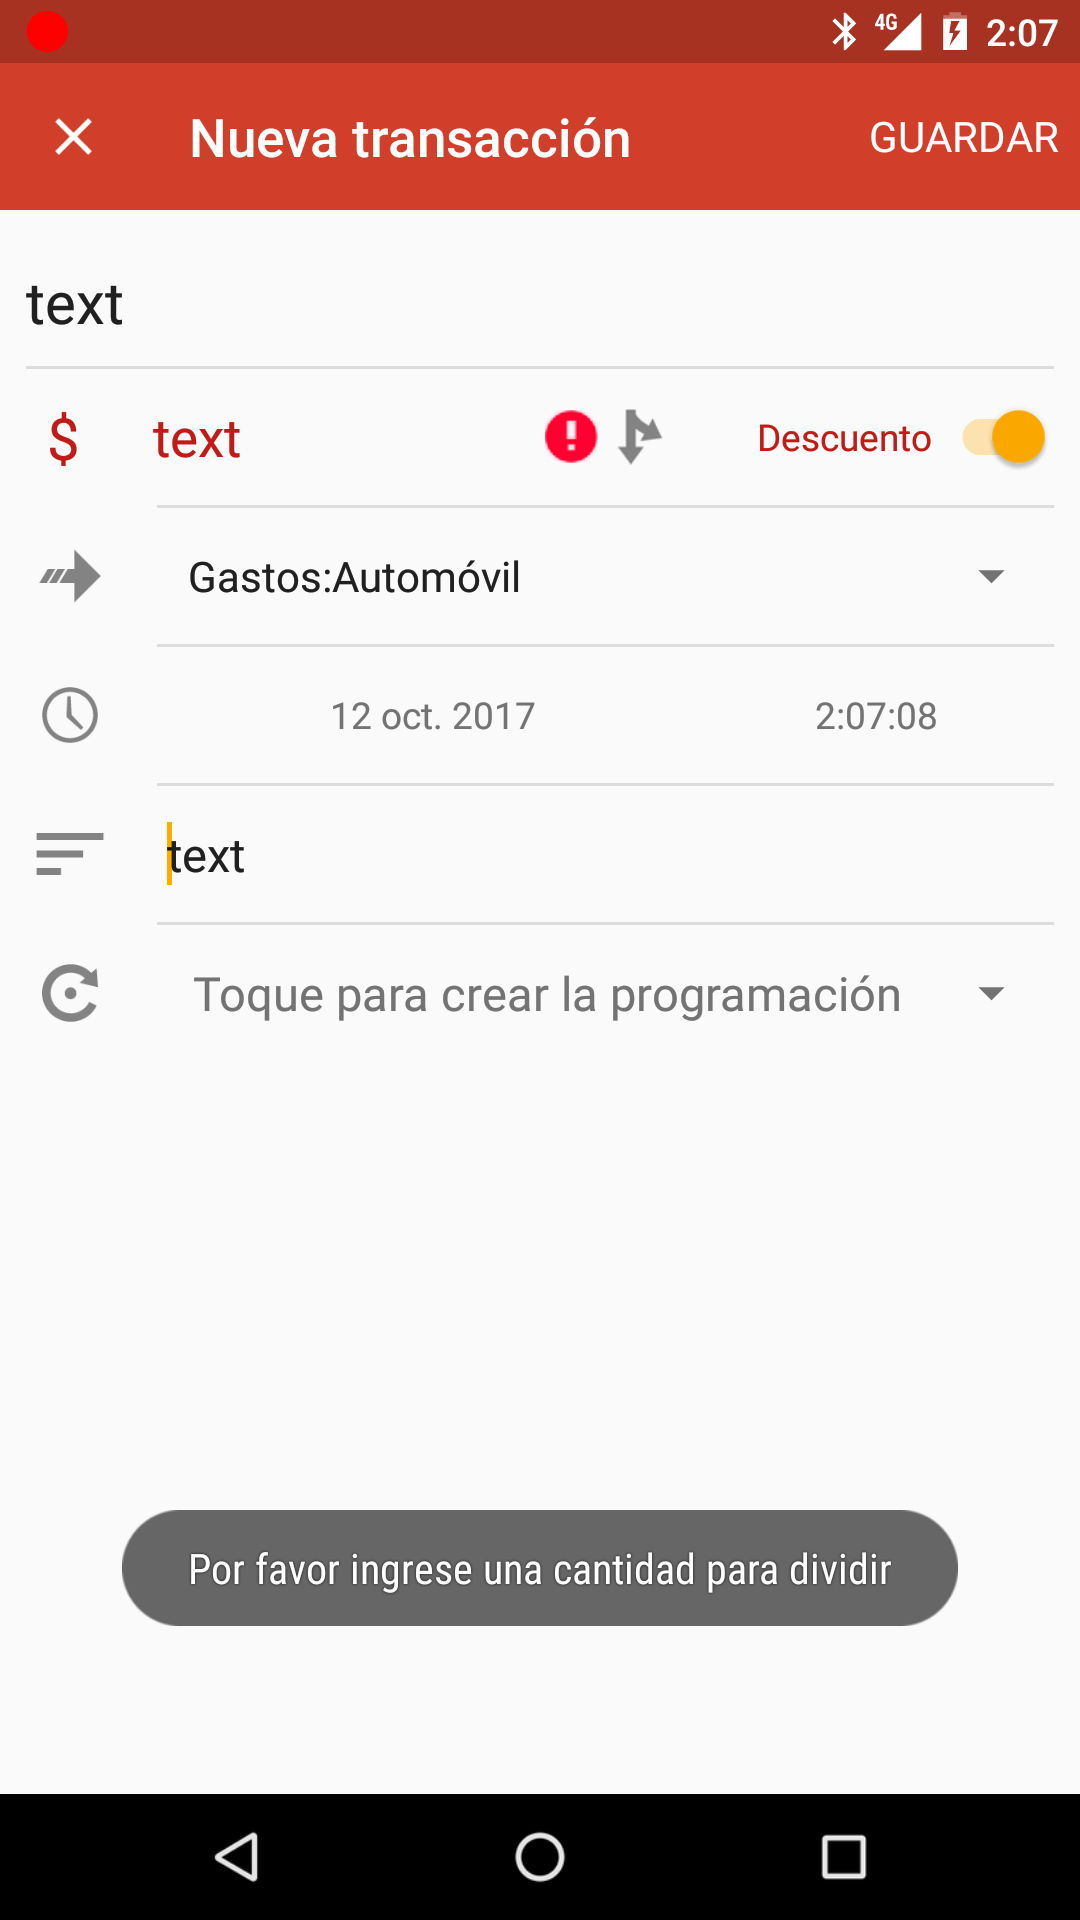 4G 2:07
Nueva transacción GUARDAR
text
$ text Descuento
Gastos:Automóvil
12 oct. 2017 2:07:08
text
Toque para crear la programación
Por favor ingrese una cantidad para dividir